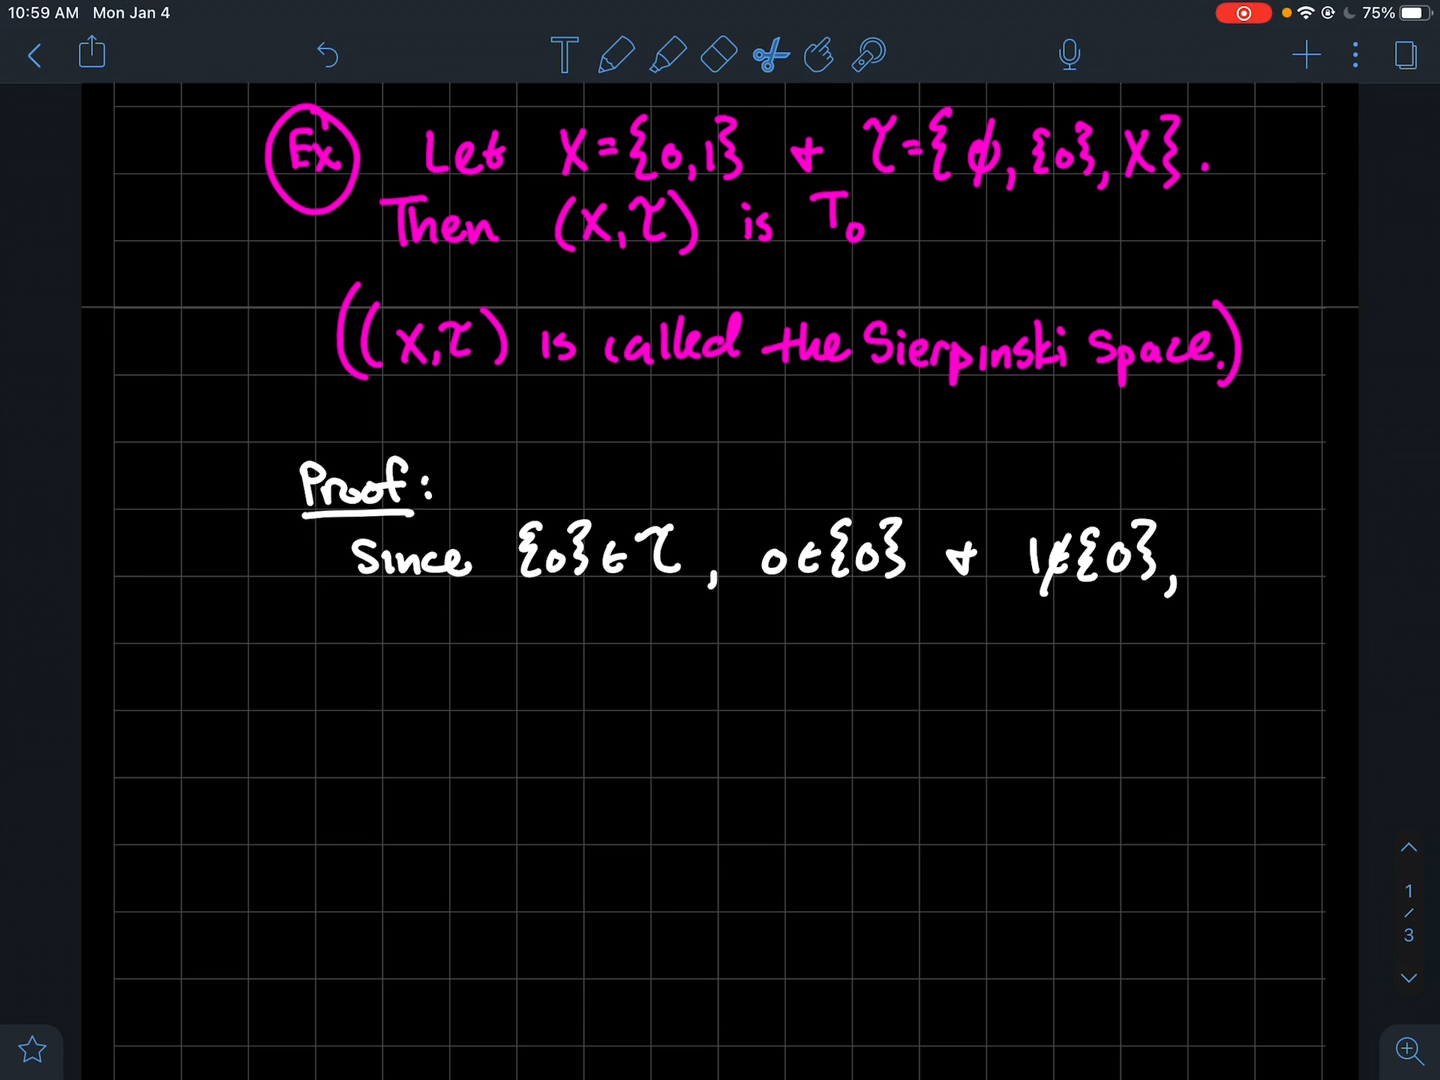 10:59 AM Mon Jan 4
75%
Ex Let X={0,1} & τ={ϕ,{0},X}.
Then (X,τ) is T₀
((X,τ) is called the Sierpinski Space.)
Proof:
Since {0}∈τ, 0∈{0} & 1∉{0},
1
/
3